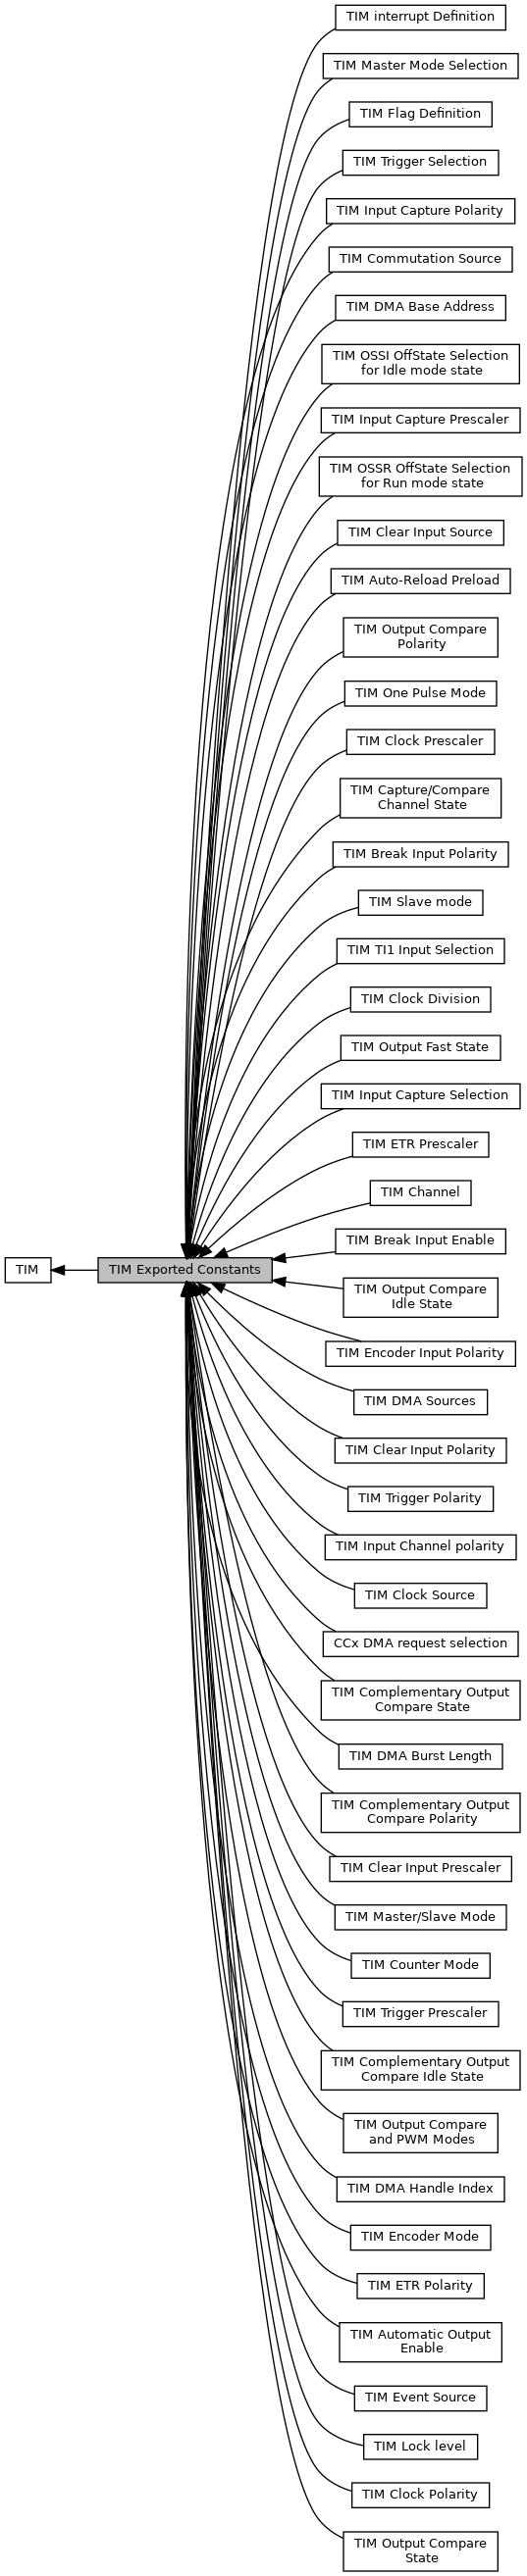 TIM interrupt Definition
TIM Master Mode Selection
TIM Flag Definition
TIM Trigger Selection
TIM Input Capture Polarity
TIM Commutation Source
TIM DMA Base Address
TIM OSSI OffState Selection
for Idle mode state
TIM Input Capture Prescaler
TIM OSSR OffState Selection
for Run mode state
TIM Clear Input Source
TIM Auto-Reload Preload
TIM Output Compare
Polarity
TIM One Pulse Mode
TIM Clock Prescaler
TIM Capture/Compare
Channel State
TIM Break Input Polarity
TIM Slave mode
TIM TI1 Input Selection
TIM Clock Division
TIM Output Fast State
TIM Input Capture Selection
TIM ETR Prescaler
TIM Channel
TIM Break Input Enable
TIM
TIM Exported Constants
TIM Output Compare
Idle State
TIM Encoder Input Polarity
TIM DMA Sources
TIM Clear Input Polarity
TIM Trigger Polarity
TIM Input Channel polarity
TIM Clock Source
CCx DMA request selection
TIM Complementary Output
Compare State
TIM DMA Burst Length
TIM Complementary Output
Compare Polarity
TIM Clear Input Prescaler
TIM Master/Slave Mode
TIM Counter Mode
TIM Trigger Prescaler
TIM Complementary Output
Compare Idle State
TIM Output Compare
and PWM Modes
TIM DMA Handle Index
TIM Encoder Mode
TIM ETR Polarity
TIM Automatic Output
Enable
TIM Event Source
TIM Lock level
TIM Clock Polarity
TIM Output Compare
State